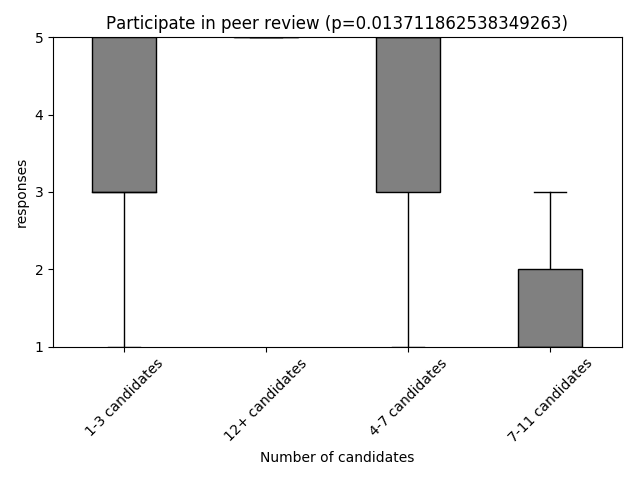 Participate in peer review (p=0.013711862538349263)
5
4
3
2
1
responses
1-3 candidates
12+ candidates
4-7 candidates
7-11 candidates
Number of candidates